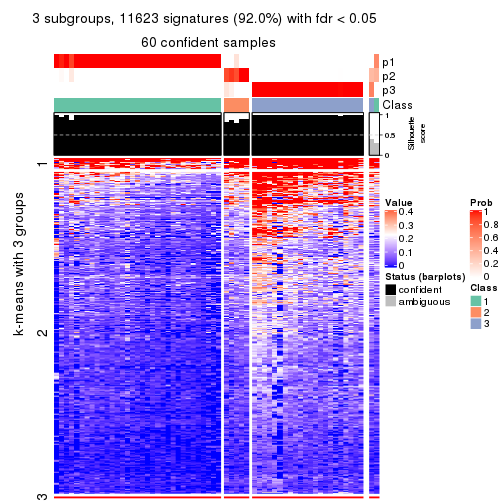 3 subgroups, 11623 signatures (92.0%) with fdr < 0.05
60 confident samples
p1
p2
p3
Class
1
0.5
0
Silhouette
score
k-means with 3 groups
1
2
3
Value
0.4
0.3
0.2
0.1
0
Status (barplots)
confident
ambiguous
Prob
1
0.8
0.6
0.4
0.2
0
Class
1
2
3